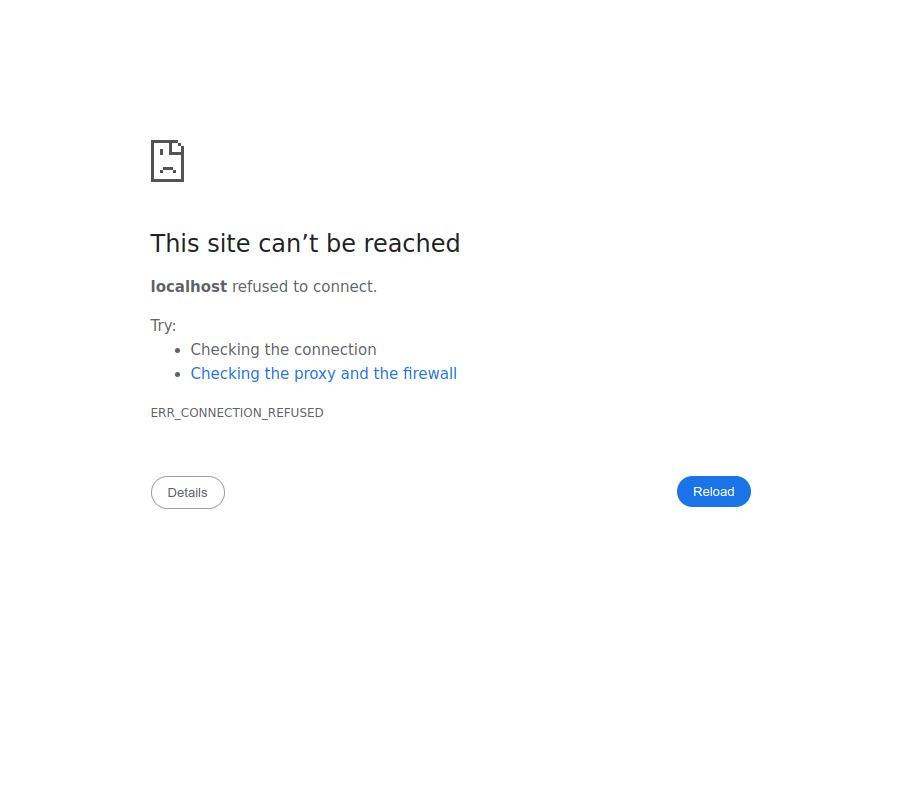 This site can’t be reached
localhost refused to connect.
Try:
Checking the connection
Checking the proxy and the firewall
ERR_CONNECTION_REFUSED
Details
Reload